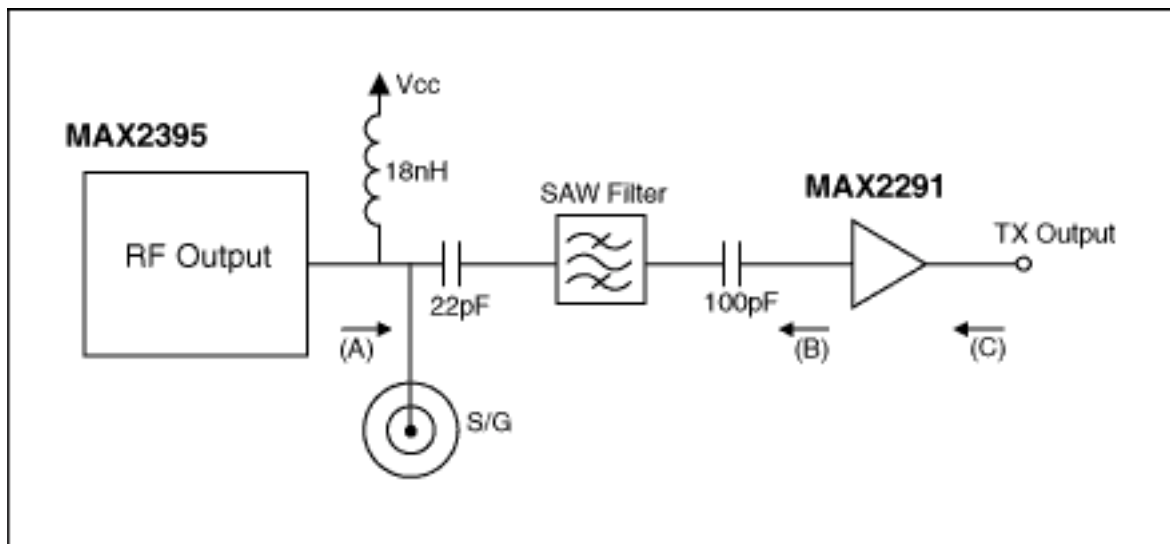 Vcc
MAX2395
18nH
SAW Filter
MAX2291
RF Output
TX Output
22pF
100pF
(A)
(B)
(C)
S/G